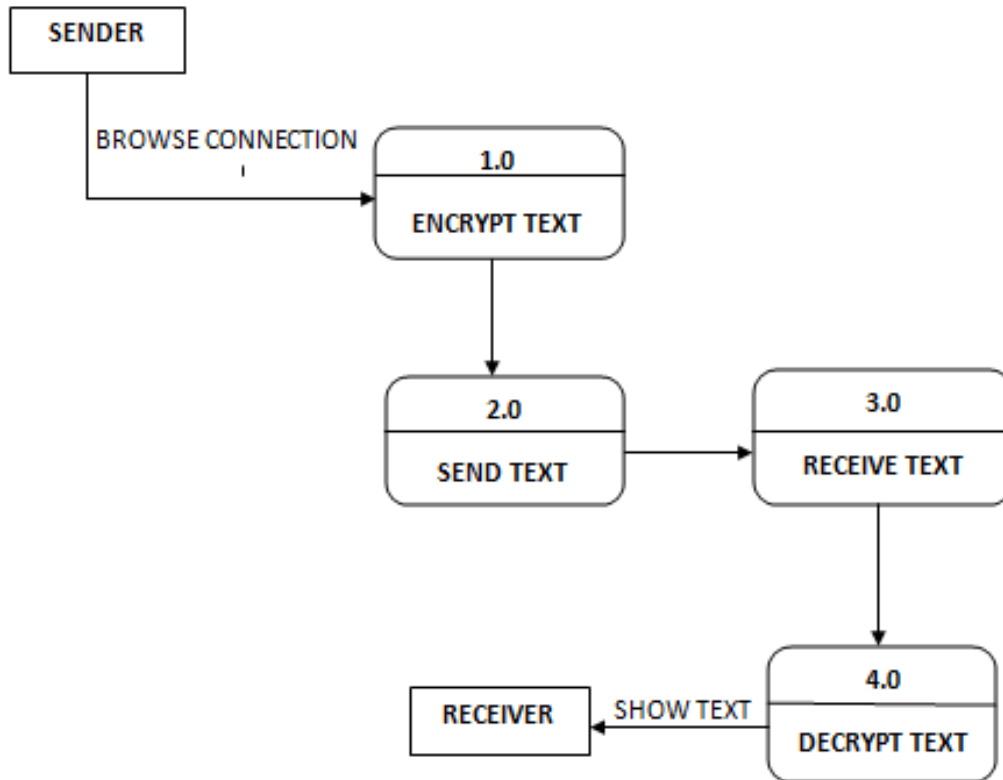 SENDER
BROWSE CONNECTION
1.0
ENCRYPT TEXT
2.0
SEND TEXT
3.0
RECEIVE TEXT
4.0
DECRYPT TEXT
SHOW TEXT
RECEIVER